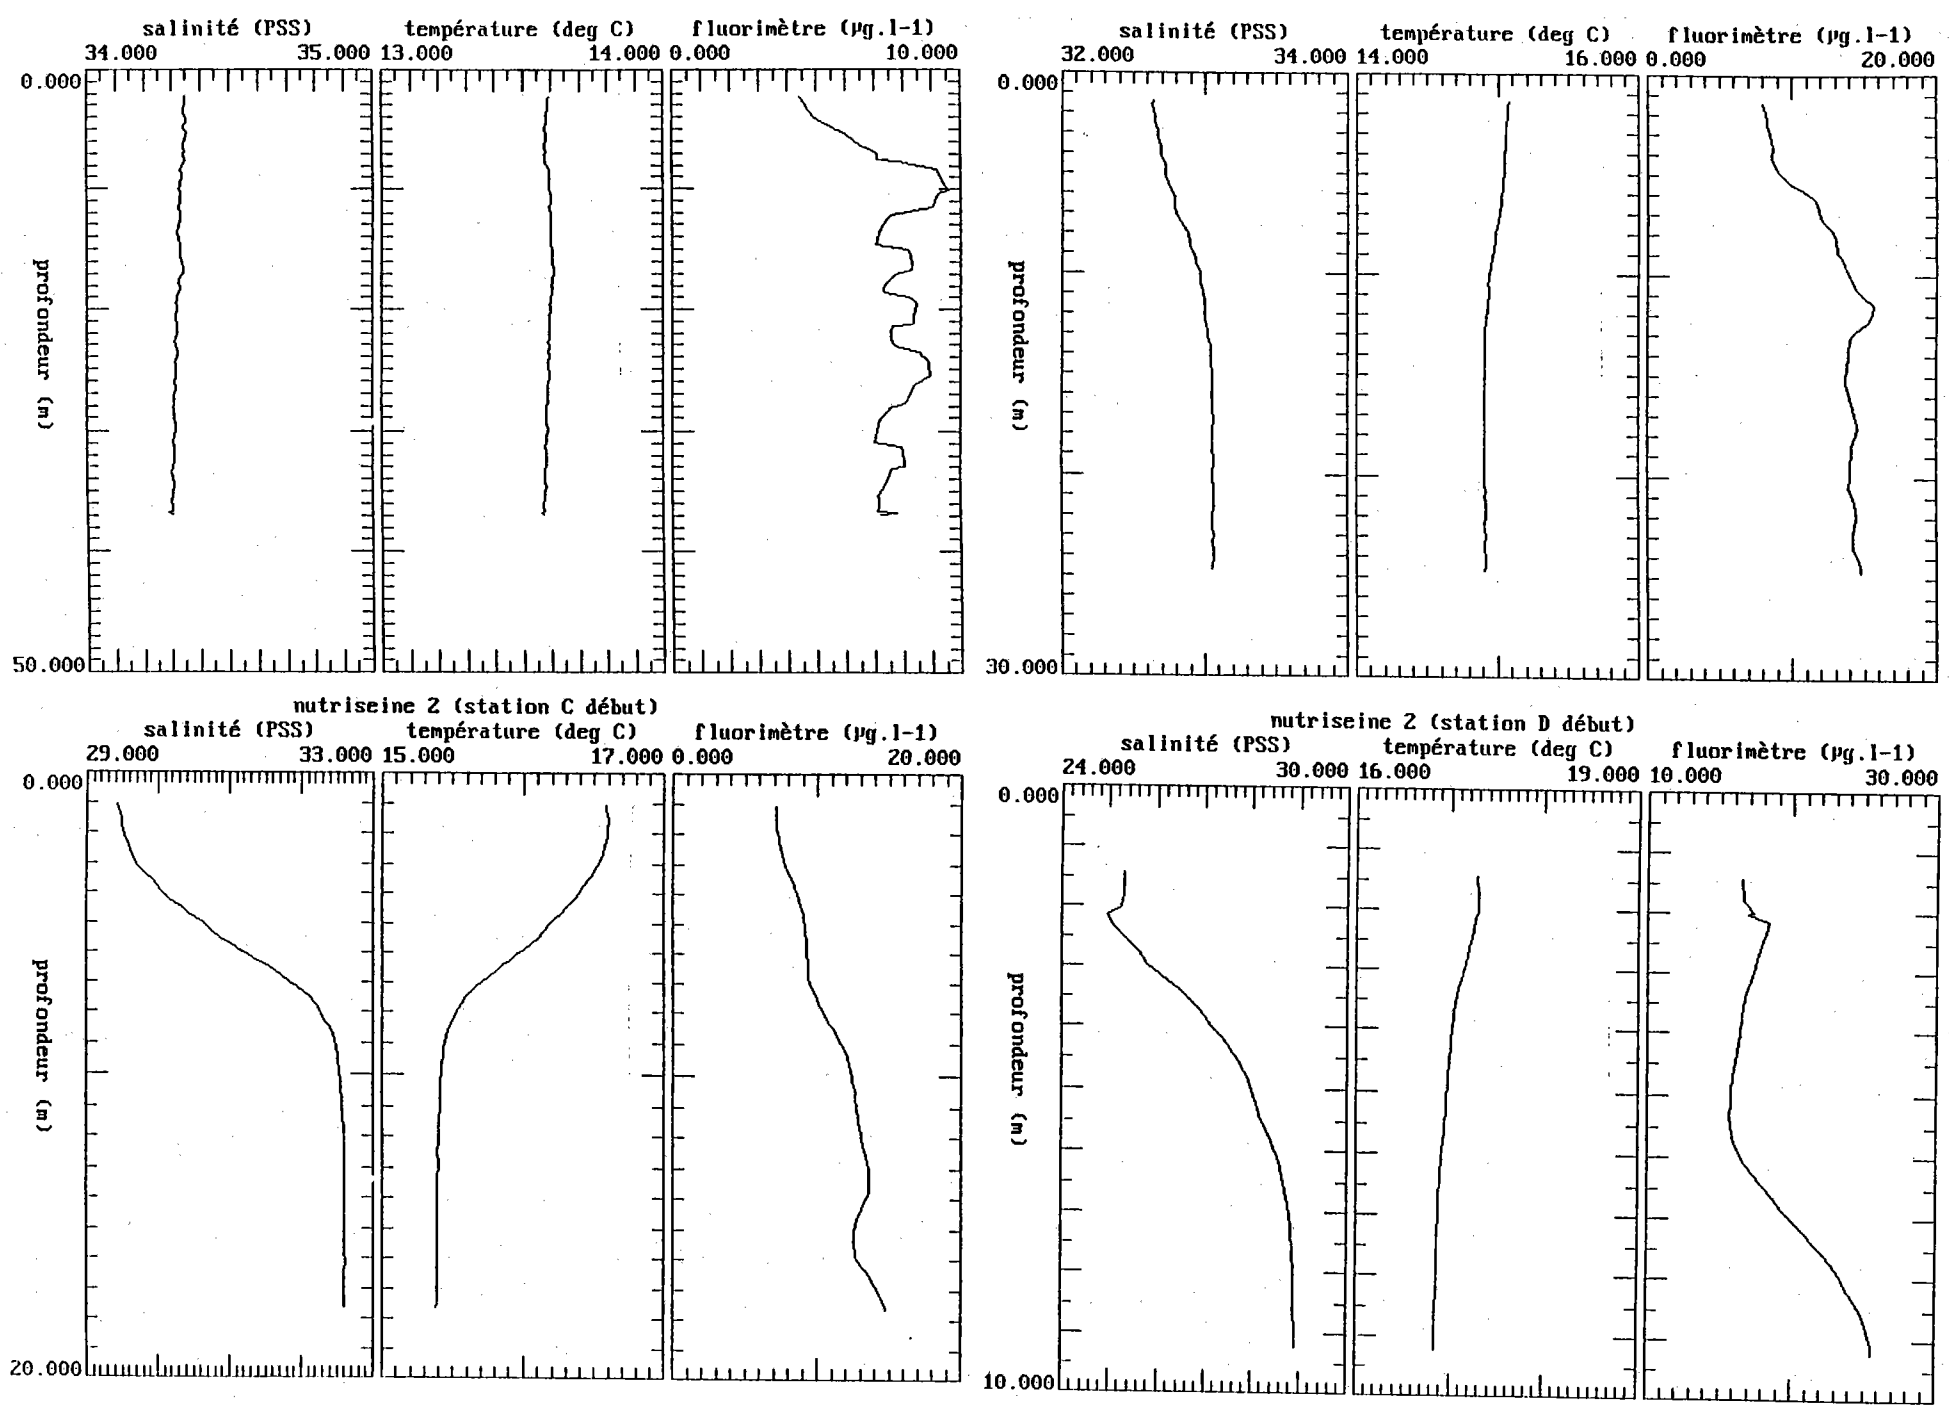 salinité (PSS) température (deg C) fluorimètre (µg.l-1)
34.000 35.000 13.000 14.000 0.000 10.000
0.000
profondeur (m)
50.000
salinité (PSS) température (deg C) fluorimètre (µg.l-1)
32.000 34.000 14.000 16.000 0.000 20.000
0.000
profondeur (m)
30.000
nutriseine 2 (station C début)
salinité (PSS) température (deg C) fluorimètre (µg.l-1)
29.000 33.000 15.000 17.000 0.000 20.000
0.000
profondeur (m)
20.000
nutriseine 2 (station D début)
salinité (PSS) température (deg C) fluorimètre (µg.l-1)
24.000 30.000 16.000 19.000 10.000 30.000
0.000
profondeur (m)
10.000